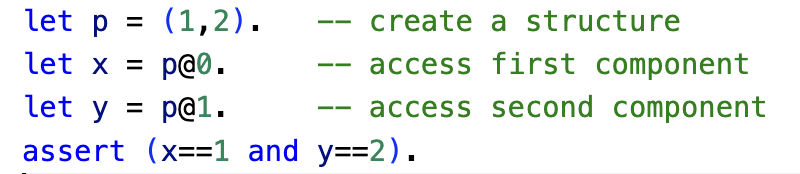 let p = (1,2).   -- create a structure
let x = p@0.     -- access first component
let y = p@1.     -- access second component
assert (x==1 and y==2).